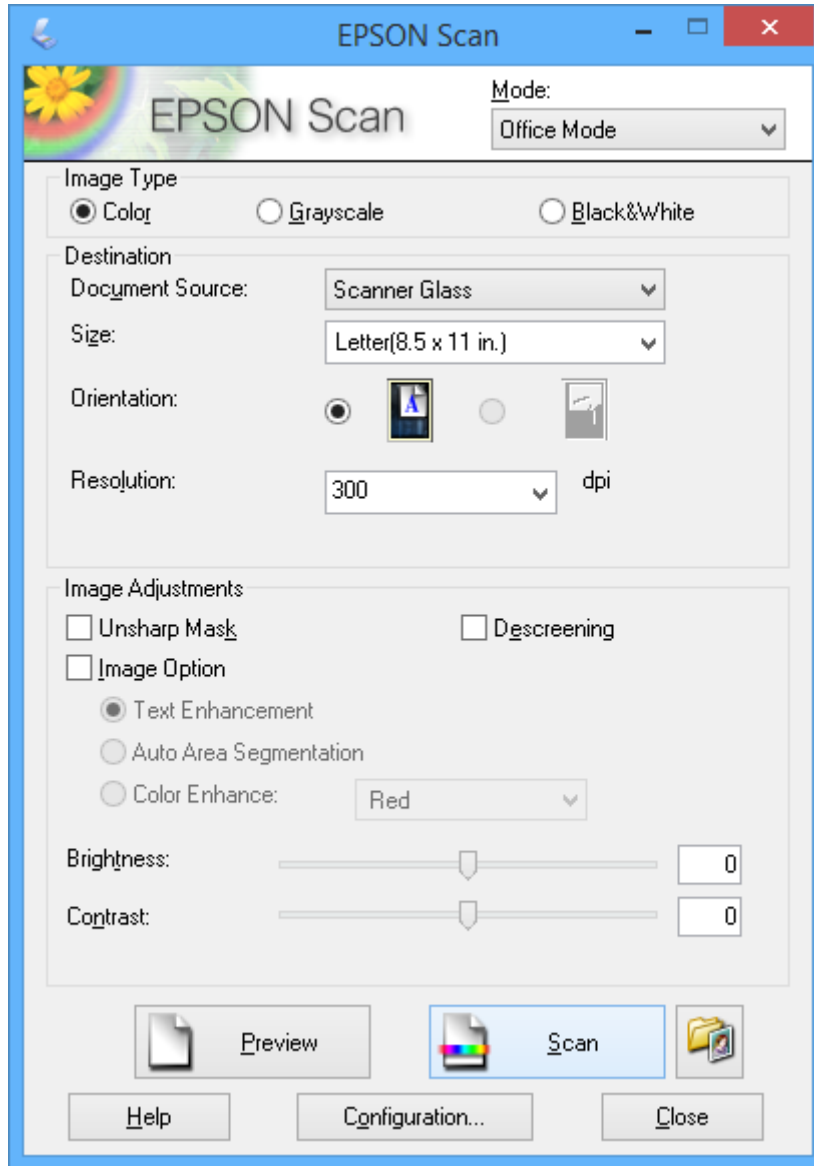 EPSON Scan
EPSON Scan
Mode:
Office Mode
Image Type
Color Grayscale Black&White
Destination
Document Source: Scanner Glass
Size: Letter(8.5 x 11 in.)
Orientation: A
Resolution: 300 dpi
Image Adjustments
Unsharp Mask Descreening
Image Option
Text Enhancement
Auto Area Segmentation
Color Enhance: Red
Brightness: 0
Contrast: 0
Preview Scan
Help Configuration... Close